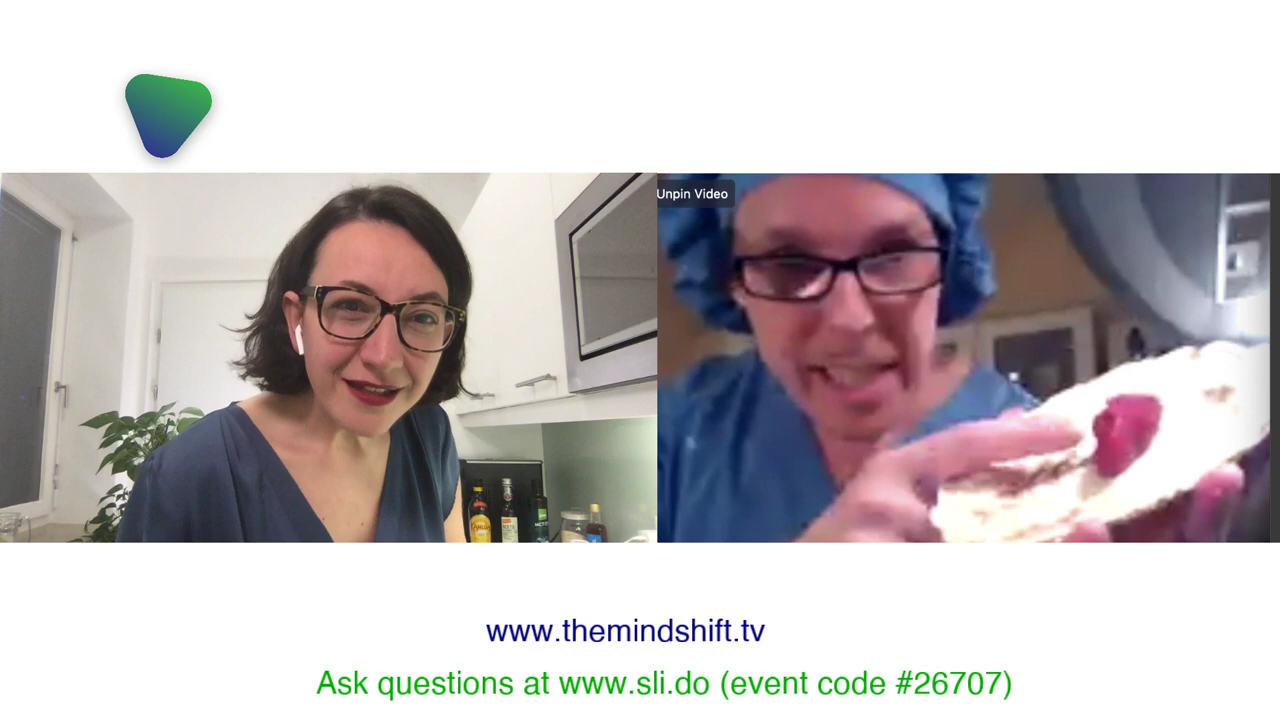 Unpin Video
www.themindshift.tv
Ask questions at www.sli.do (event code #26707)